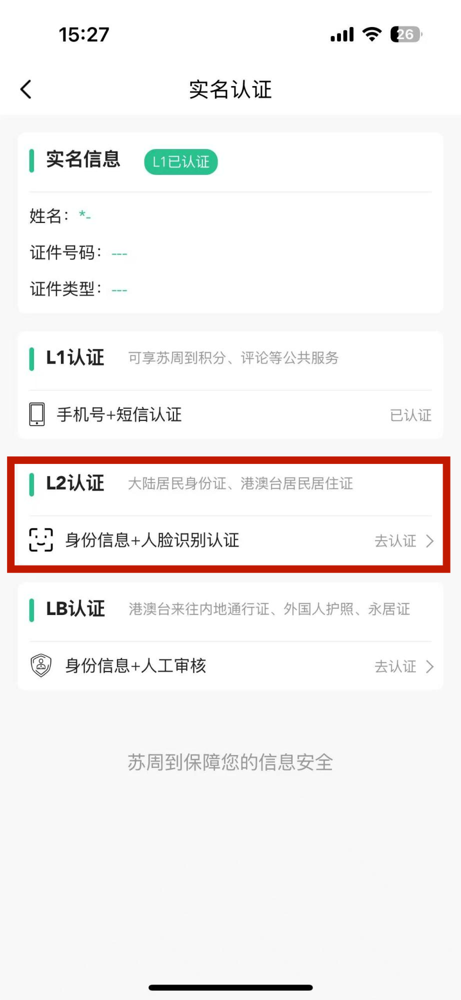 15:27
26
实名认证
实名信息 L1已认证
姓名：*-
证件号码：---
证件类型：---
L1认证 可享苏周到积分、评论等公共服务
手机号+短信认证 已认证
L2认证 大陆居民身份证、港澳台居民居住证
身份信息+人脸识别认证 去认证
LB认证 港澳台来往内地通行证、外国人护照、永居证
身份信息+人工审核 去认证
苏周到保障您的信息安全